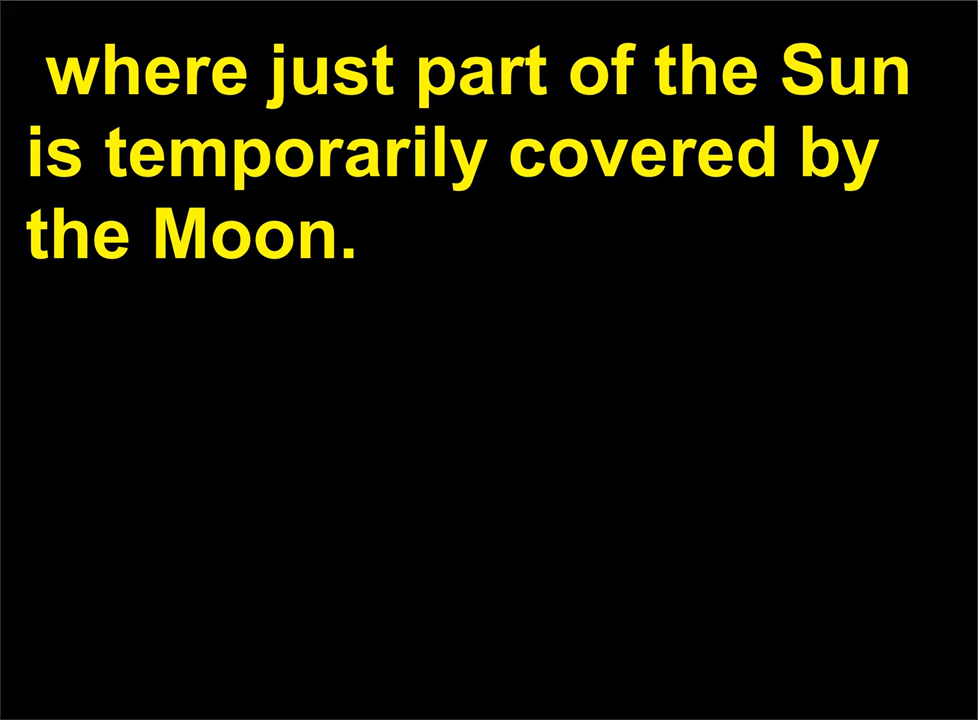 where just part of the Sun
is temporarily covered by
the Moon.